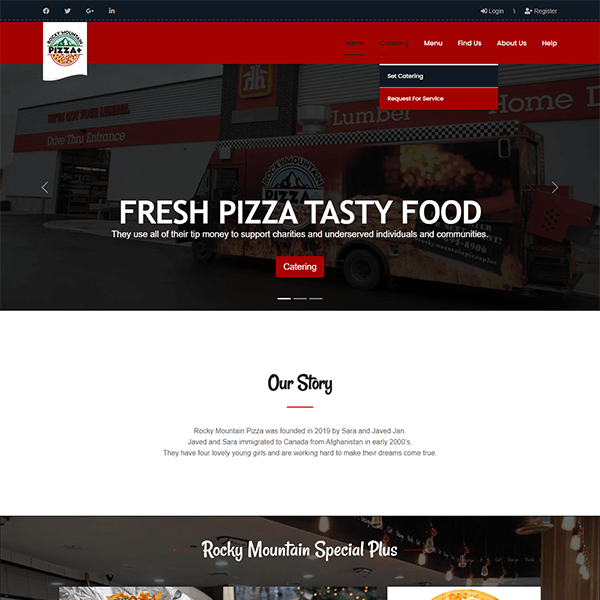 Login \ Register
ROCKY MOUNTAIN
PIZZA+
Home Catering Menu Find Us About Us Help
Set Catering
Request For Service
Lumber
Home D
Drive Thru Entrance
ROCKY MOUNTAIN
PIZZA
FRESH PIZZA TASTY FOOD
They use all of their tip money to support charities and underserved individuals and communities.
Catering
Our Story
Rocky Mountain Pizza was founded in 2019 by Sara and Javed Jan.
Javed and Sara immigrated to Canada from Afghanistan in early 2000's.
They have four lovely young girls and are working hard to make their dreams come true.
Rocky Mountain Special Plus